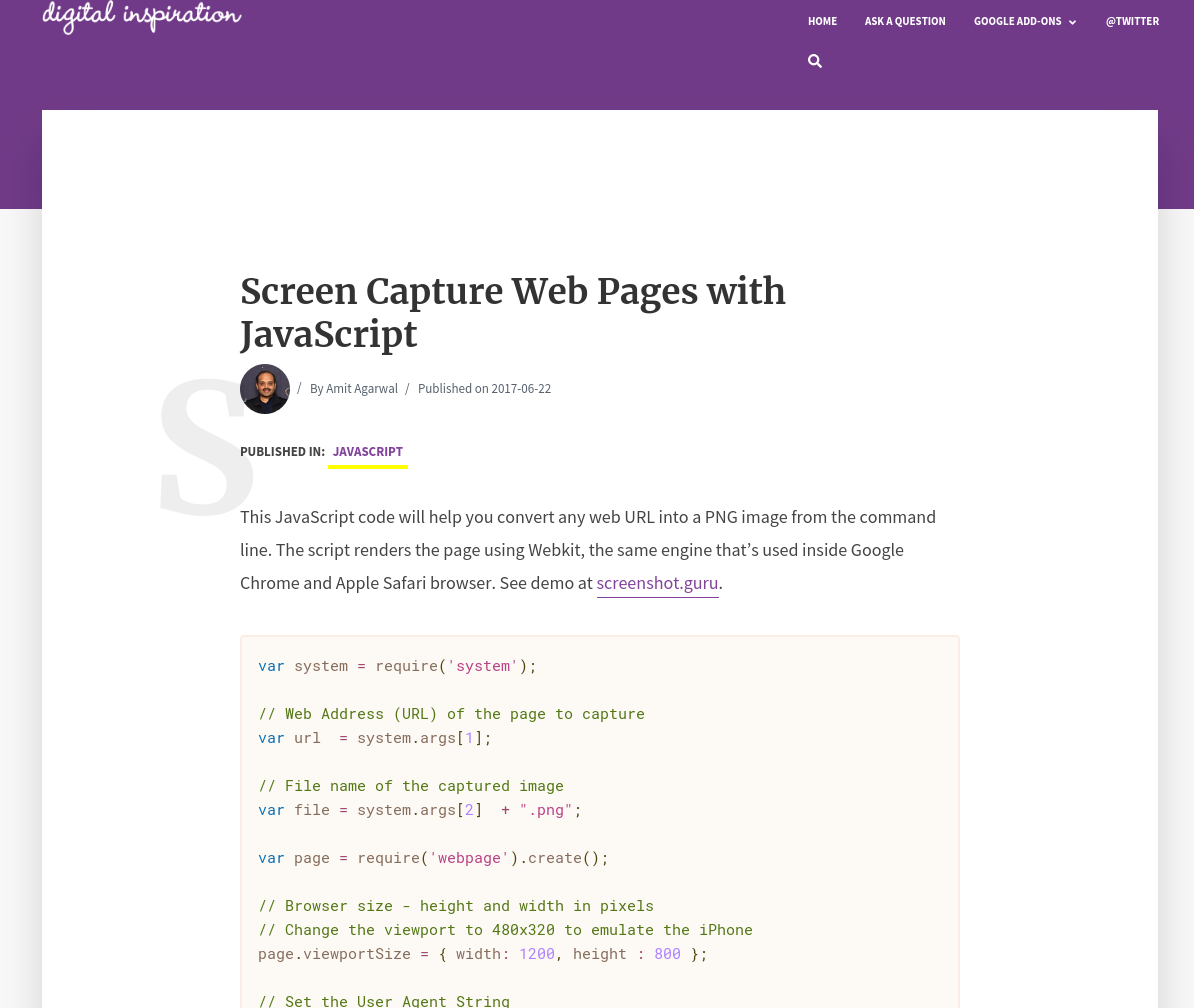 digital inspiration
HOME ASK A QUESTION GOOGLE ADD-ONS @TWITTER
Screen Capture Web Pages with
JavaScript
/ By Amit Agarwal / Published on 2017-06-22
S
PUBLISHED IN: JAVASCRIPT
This JavaScript code will help you convert any web URL into a PNG image from the command
line. The script renders the page using Webkit, the same engine that’s used inside Google
Chrome and Apple Safari browser. See demo at screenshot.guru.
var system = require('system');
// Web Address (URL) of the page to capture
var url  = system.args[1];
// File name of the captured image
var file = system.args[2]  + ".png";
var page = require('webpage').create();
// Browser size - height and width in pixels
// Change the viewport to 480x320 to emulate the iPhone
page.viewportSize = { width: 1200, height : 800 };
// Set the User Agent String